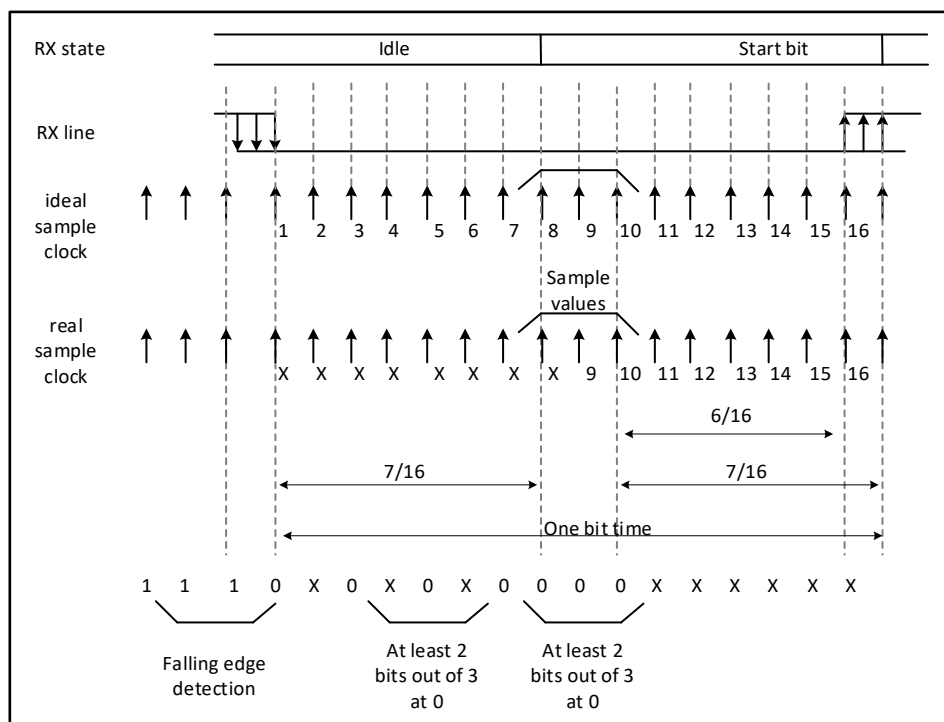 RX state
Idle
Start bit
RX line
ideal
sample
clock
1 2 3 4 5 6 7 8 9 10 11 12 13 14 15 16
Sample
values
real
sample
clock
X X X X X X X X 9 10 11 12 13 14 15 16
6/16
7/16
7/16
One bit time
1 1 1 0 X 0 X 0 X 0 0 0 0 X X X X X X
Falling edge
detection
At least 2
bits out of 3
at 0
At least 2
bits out of 3
at 0